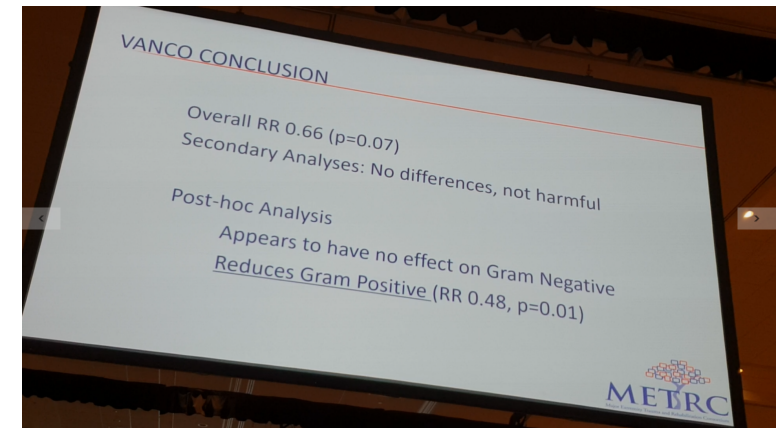 VANCO CONCLUSION
Overall RR 0.66 (p=0.07)
Secondary Analyses: No differences, not harmful
Post-hoc Analysis
Appears to have no effect on Gram Negative
Reduces Gram Positive (RR 0.48, p=0.01)
METRC